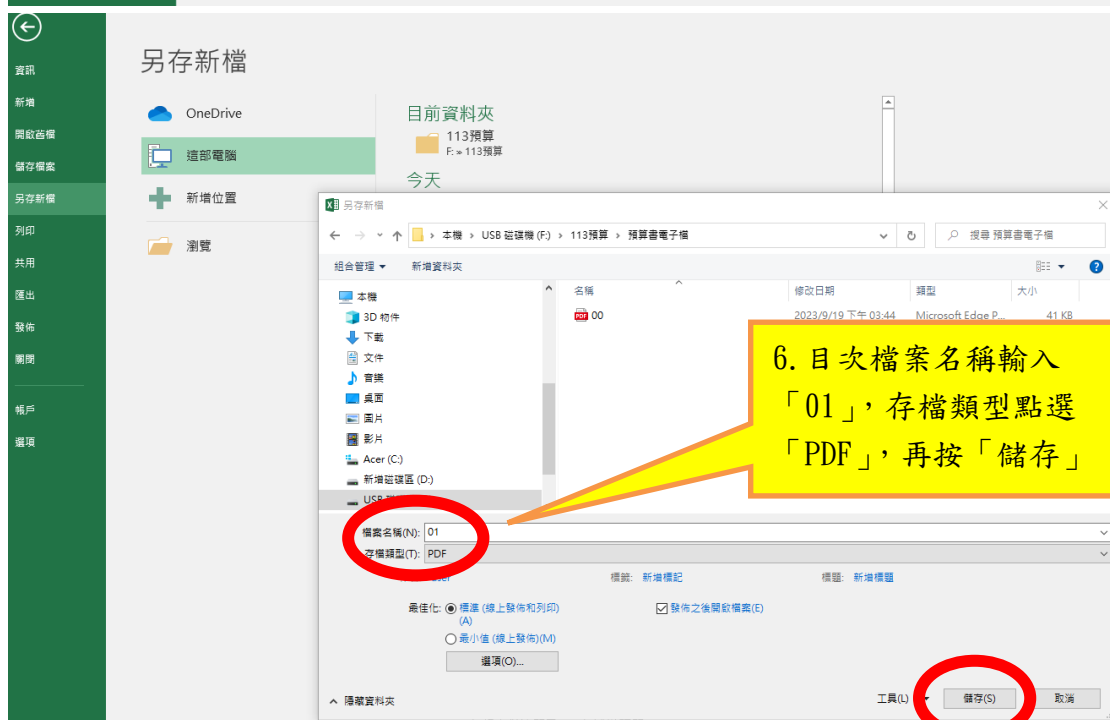 另存新檔
資訊
新增
開啟舊檔
儲存檔案
另存新檔
列印
共用
匯出
發佈
關閉
帳戶
選項
OneDrive
這部電腦
新增位置
瀏覽
目前資料夾
113預算
F: » 113預算
今天
另存新檔
本機 › USB 磁碟機 (F:) › 113預算 › 預算書電子檔
搜尋 預算書電子檔
組合管理 新增資料夾
本機
3D 物件
下載
文件
音樂
桌面
圖片
影片
Acer (C:)
新增磁碟區 (D:)
USB
名稱 修改日期 類型 大小
PDF 00 2023/9/19 下午 03:44 Microsoft Edge P... 41 KB
6.目次檔案名稱輸入
「01」，存檔類型點選
「PDF」，再按「儲存」
檔案名稱(N): 01
存檔類型(T): PDF
標籤: 新增標記 標題: 新增標題
最佳化: 標準 (線上發佈和列印)
(A)
最小值 (線上發佈)(M)
選項(O)...
發佈之後開啟檔案(E)
隱藏資料夾
工具(L) 儲存(S) 取消